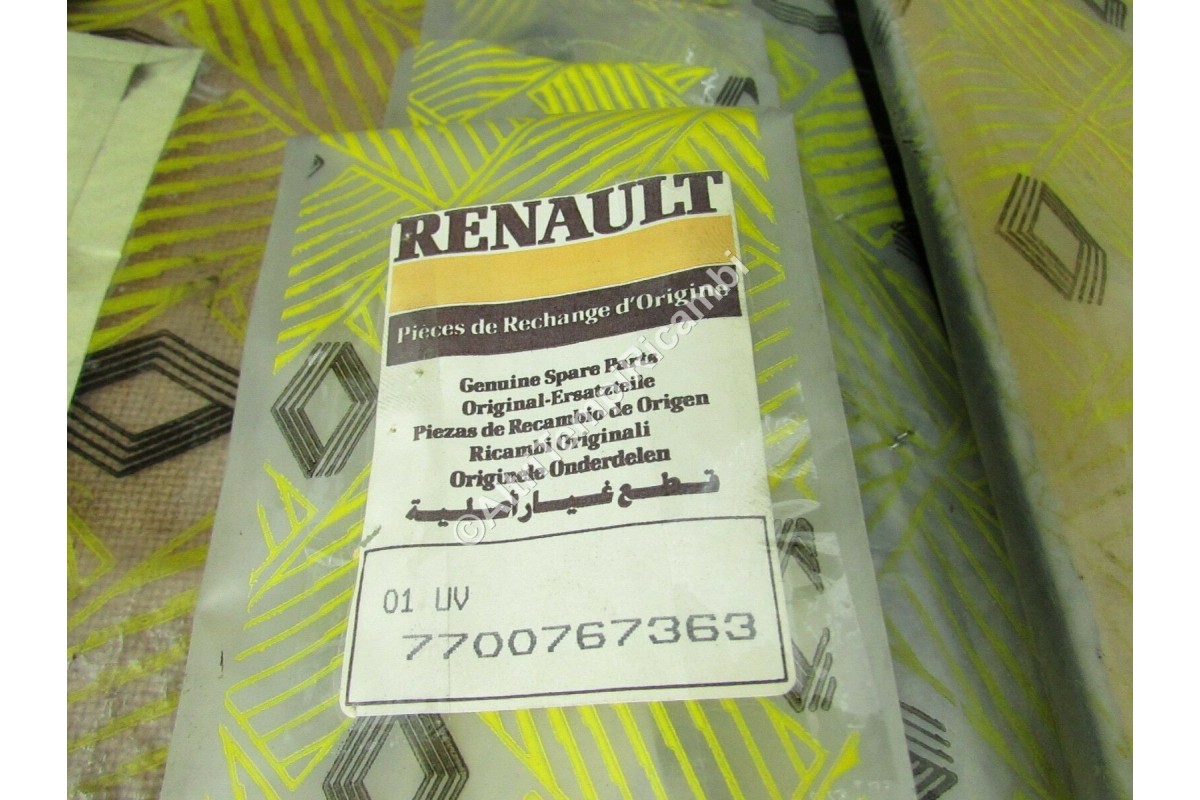 RENAULT
Pièces de Rechange d'Origine
Genuine Spare Parts
Original-Ersatzteile
Piezas de Recambio de Origen
Ricambi Originali
Originele Onderdelen
قطع غيار أصلية
01 UV
7700767363